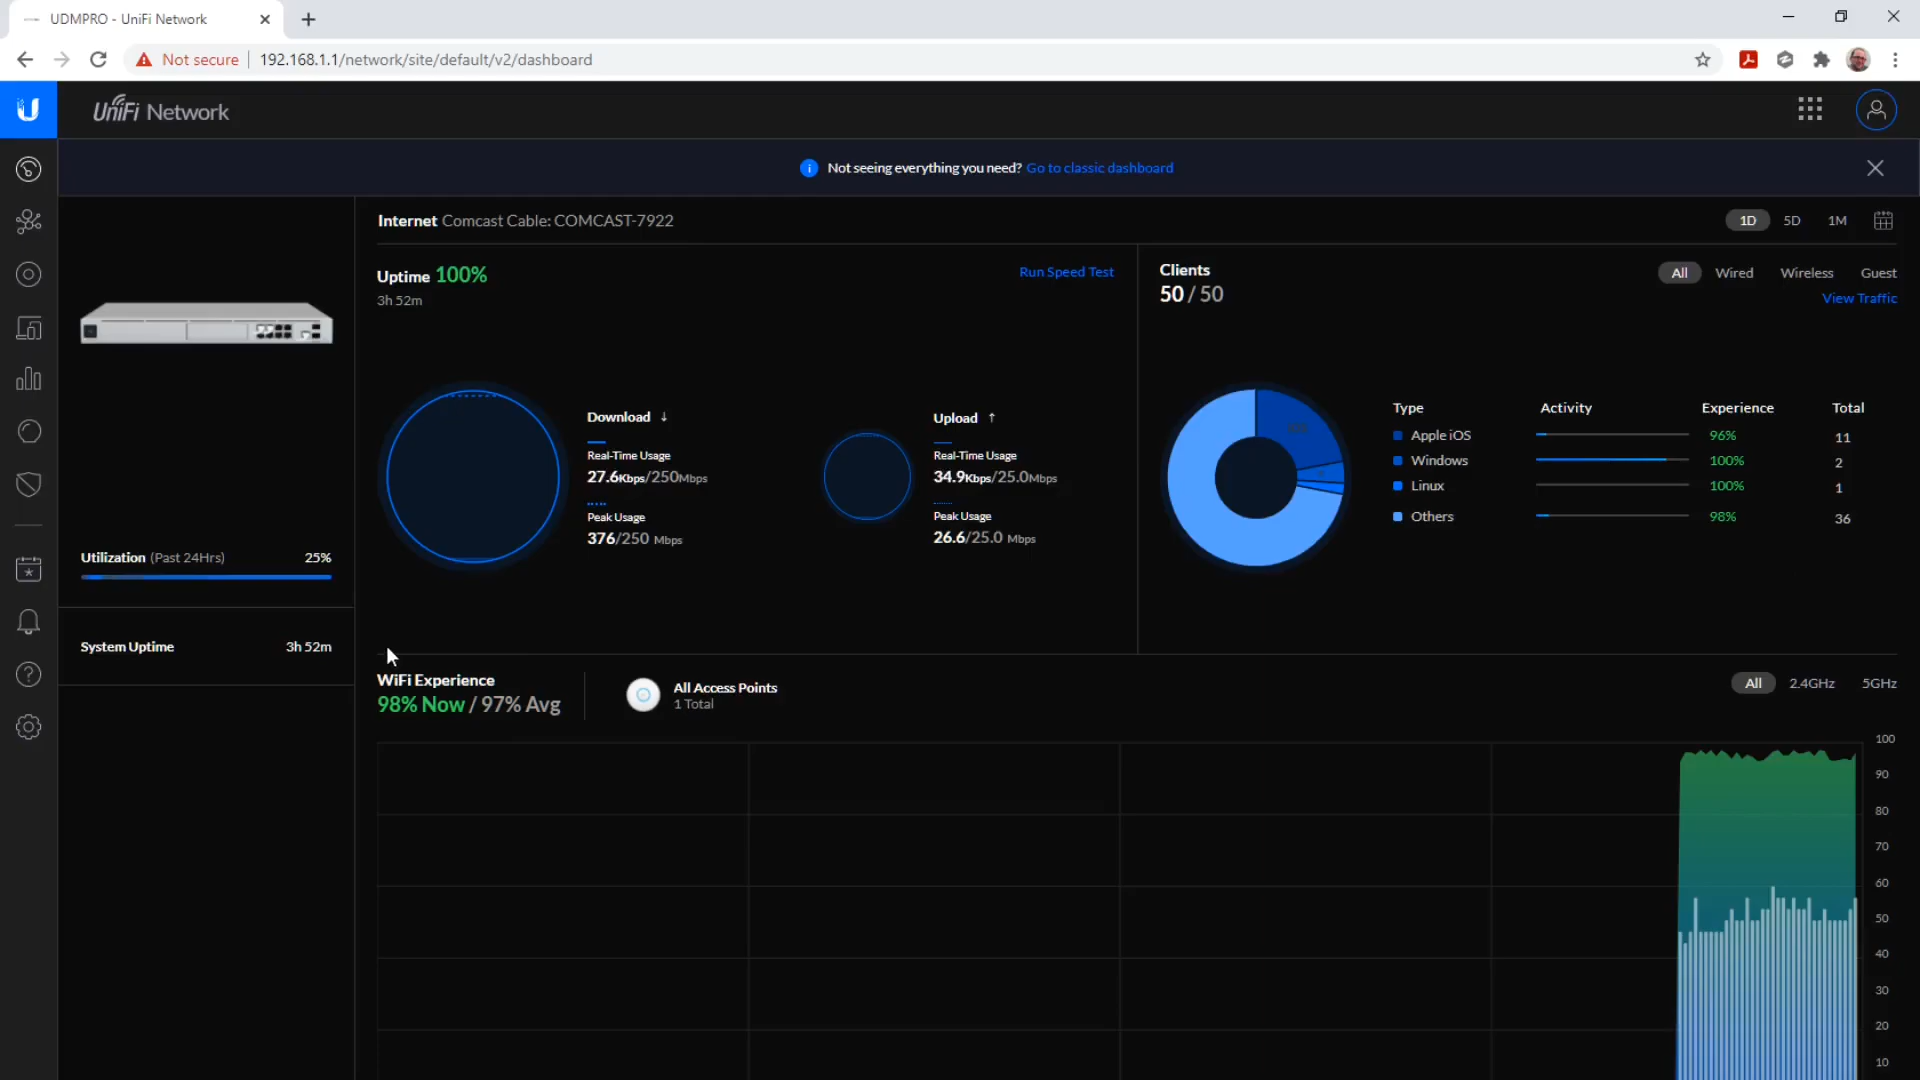 UDMPRO - UniFi Network
Not secure
192.168.1.1/network/site/default/v2/dashboard
UniFi Network
Not seeing everything you need? Go to classic dashboard
Internet Comcast Cable: COMCAST-7922
1D 5D 1M
Uptime 100%
3h 52m
Run Speed Test
Download ↓
Real-Time Usage
27.6Kbps/250Mbps
Peak Usage
376/250 Mbps
Upload ↑
Real-Time Usage
34.9Kbps/25.0Mbps
Peak Usage
26.6/25.0 Mbps
Clients
50 / 50
All Wired Wireless Guest
View Traffic
Type Activity Experience Total
Apple iOS 96% 11
Windows 100% 2
Linux 100% 1
Others 98% 36
Utilization (Past 24Hrs) 25%
System Uptime 3h 52m
WiFi Experience
98% Now / 97% Avg
All Access Points
1 Total
All 2.4GHz 5GHz
100
90
80
70
60
50
40
30
20
10